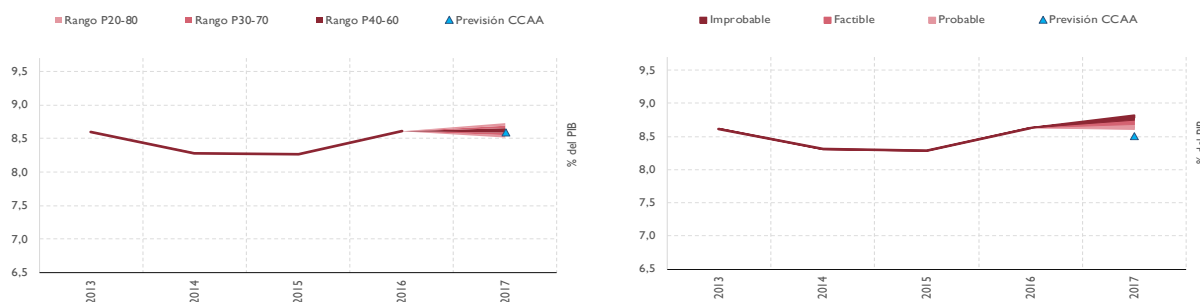 Rango P20-80 Rango P30-70 Rango P40-60 Previsión CCAA
9,5
9,0
8,5
8,0
7,5
7,0
6,5
2013 2014 2015 2016 2017
% del PIB
Improbable Factible Probable Previsión CCAA
9,5
9,0
8,5
8,0
7,5
7,0
6,5
2013 2014 2015 2016 2017
% del PIB